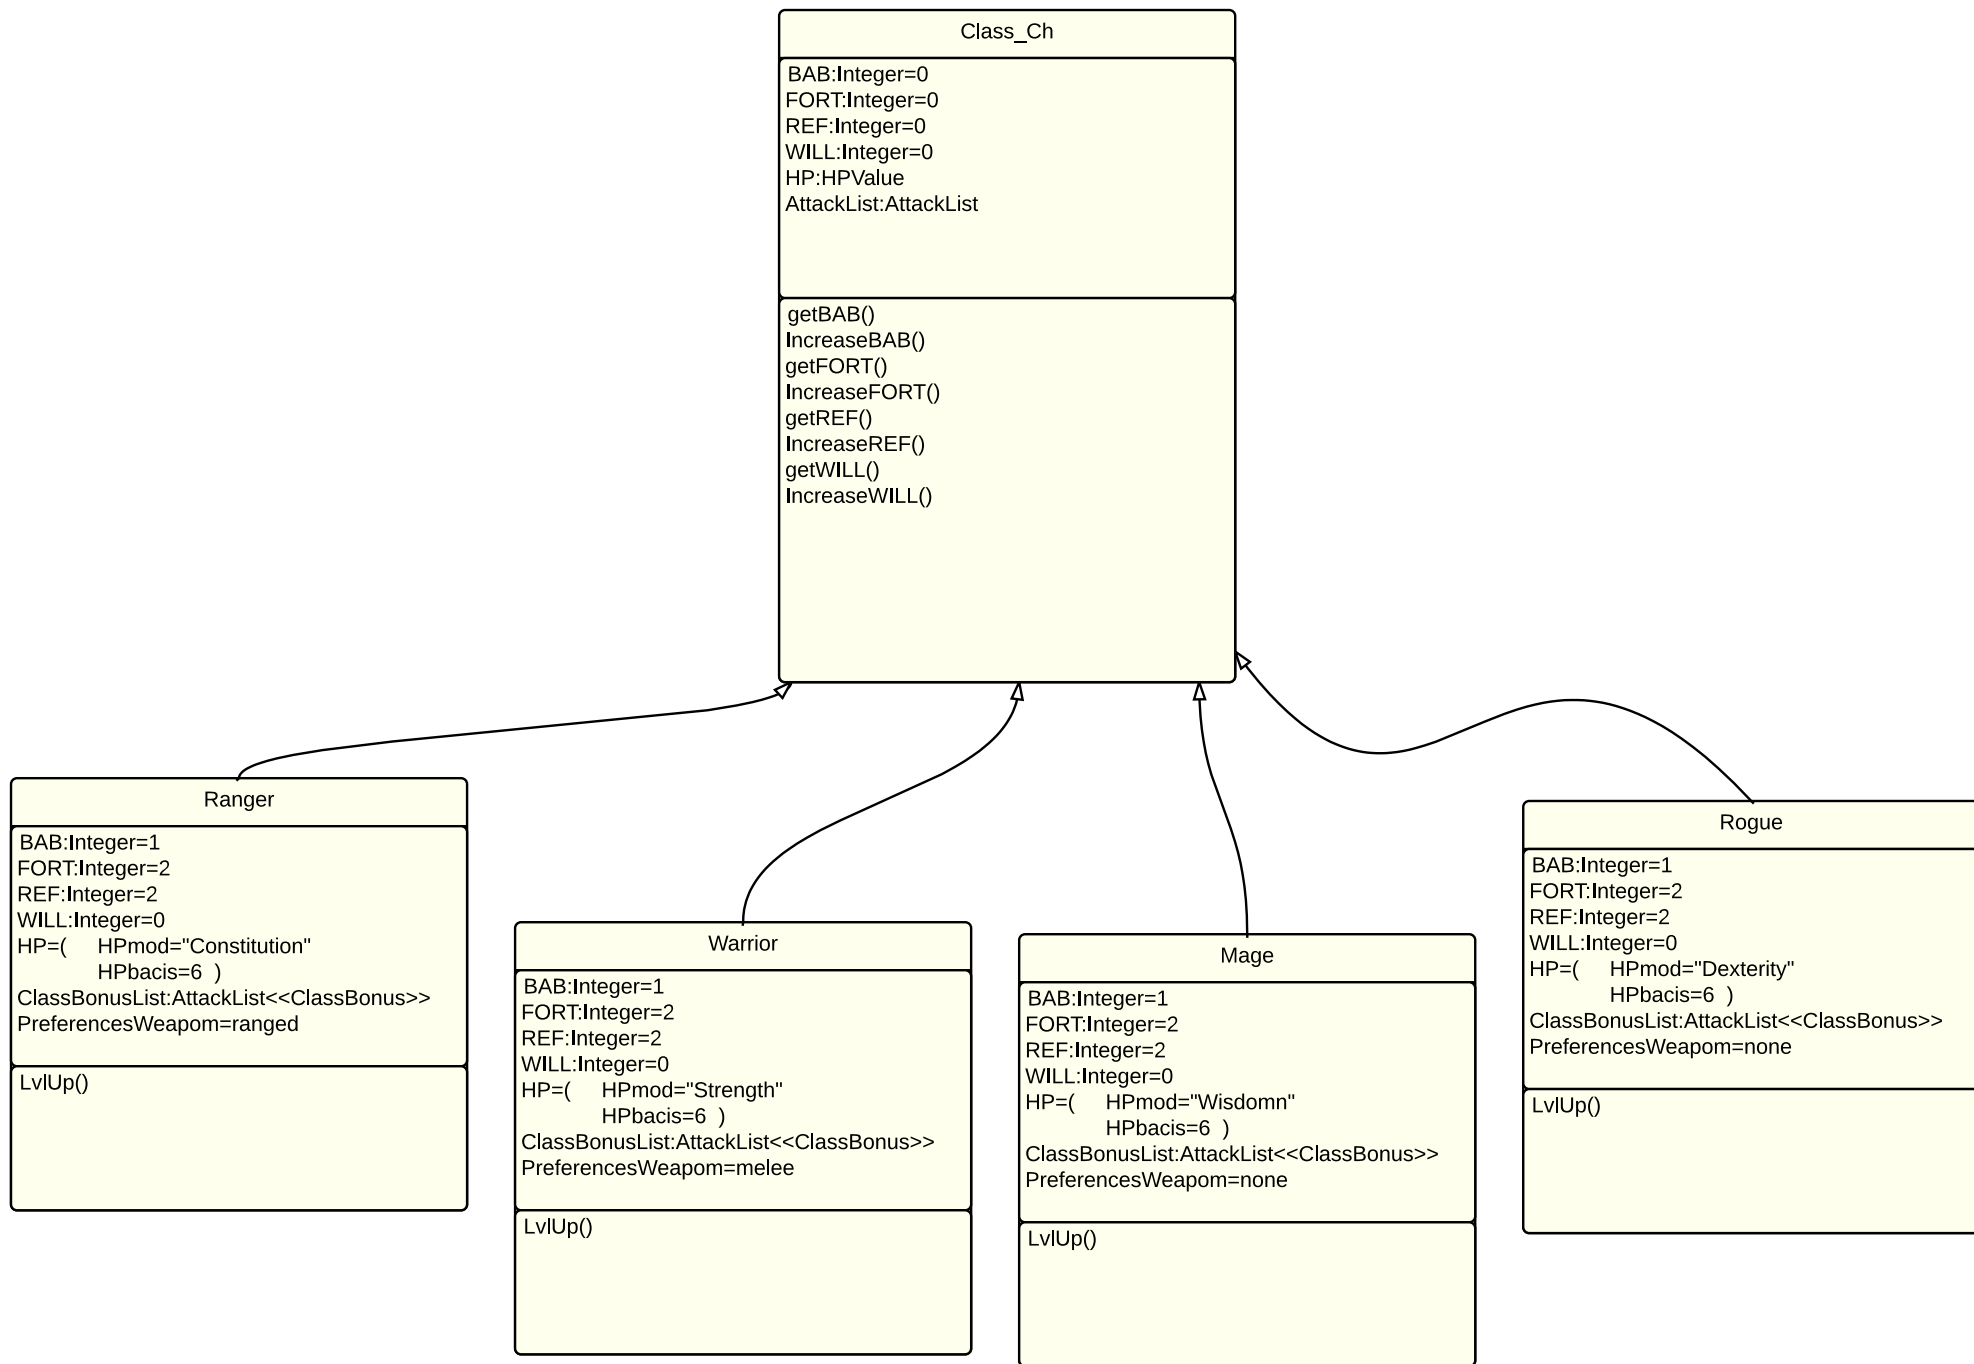 Class_Ch
BAB:Integer=0
FORT:Integer=0
REF:Integer=0
WILL:Integer=0
HP:HPValue
AttackList:AttackList
getBAB()
IncreaseBAB()
getFORT()
IncreaseFORT()
getREF()
IncreaseREF()
getWILL()
IncreaseWILL()
Ranger
BAB:Integer=1
FORT:Integer=2
REF:Integer=2
WILL:Integer=0
HP=( HPmod="Constitution"
HPbacis=6 )
ClassBonusList:AttackList<<ClassBonus>>
PreferencesWeapom=ranged
LvlUp()
Warrior
BAB:Integer=1
FORT:Integer=2
REF:Integer=2
WILL:Integer=0
HP=( HPmod="Strength"
HPbacis=6 )
ClassBonusList:AttackList<<ClassBonus>>
PreferencesWeapom=melee
LvlUp()
Mage
BAB:Integer=1
FORT:Integer=2
REF:Integer=2
WILL:Integer=0
HP=( HPmod="Wisdomn"
HPbacis=6 )
ClassBonusList:AttackList<<ClassBonus>>
PreferencesWeapom=none
LvlUp()
Rogue
BAB:Integer=1
FORT:Integer=2
REF:Integer=2
WILL:Integer=0
HP=( HPmod="Dexterity"
HPbacis=6 )
ClassBonusList:AttackList<<ClassBonus>>
PreferencesWeapom=none
LvlUp()